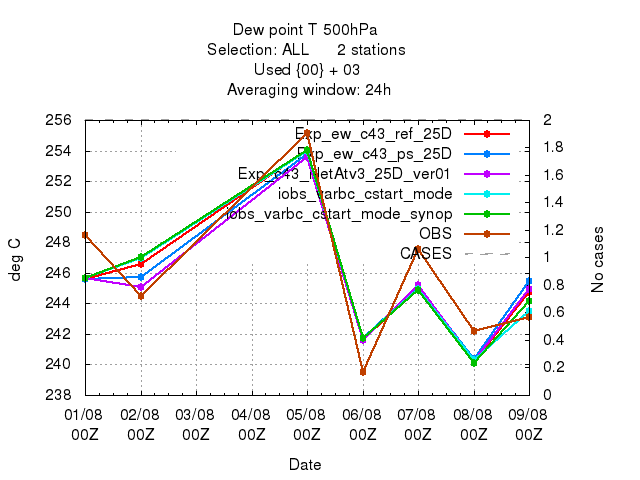 Dew point T 500hPa
Selection: ALL 2 stations
Used {00} + 03
Averaging window: 24h
256
254
252
250
248
246
244
242
240
238
deg C
2
1.8
1.6
1.4
1.2
1
0.8
0.6
0.4
0.2
0
No cases
Exp_ew_c43_ref_25D
Exp_ew_c43_ps_25D
Exp_c43_NetAtv3_25D_ver01
iobs_varbc_cstart_mode
iobs_varbc_cstart_mode_synop
OBS
CASES
01/08 02/08 03/08 04/08 05/08 06/08 07/08 08/08 09/08
00Z 00Z 00Z 00Z 00Z 00Z 00Z 00Z 00Z
Date